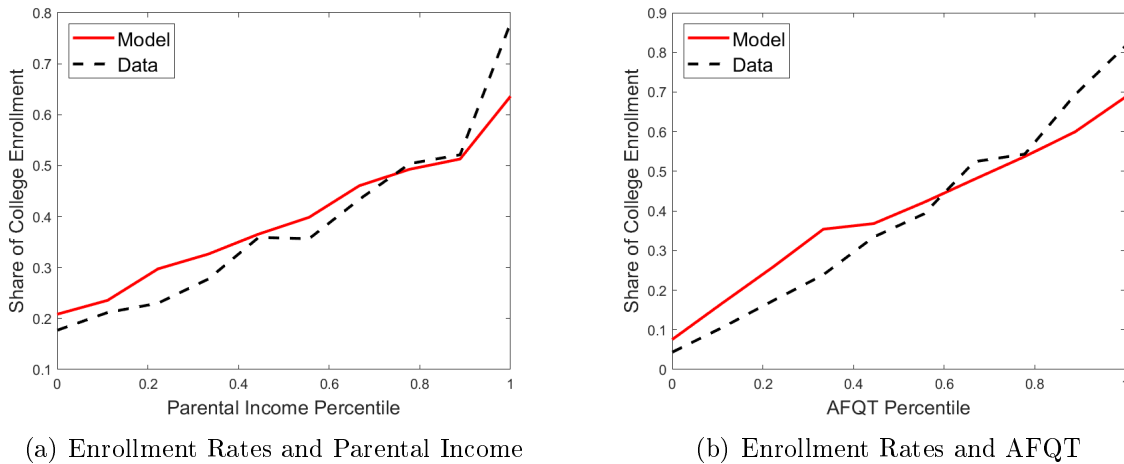 Model
Data
Share of College Enrollment
0.8
0.7
0.6
0.5
0.4
0.3
0.2
0.1
0 0.2 0.4 0.6 0.8 1
Parental Income Percentile
(a) Enrollment Rates and Parental Income
Model
Data
Share of College Enrollment
0.9
0.8
0.7
0.6
0.5
0.4
0.3
0.2
0.1
0
0 0.2 0.4 0.6 0.8 1
AFQT Percentile
(b) Enrollment Rates and AFQT